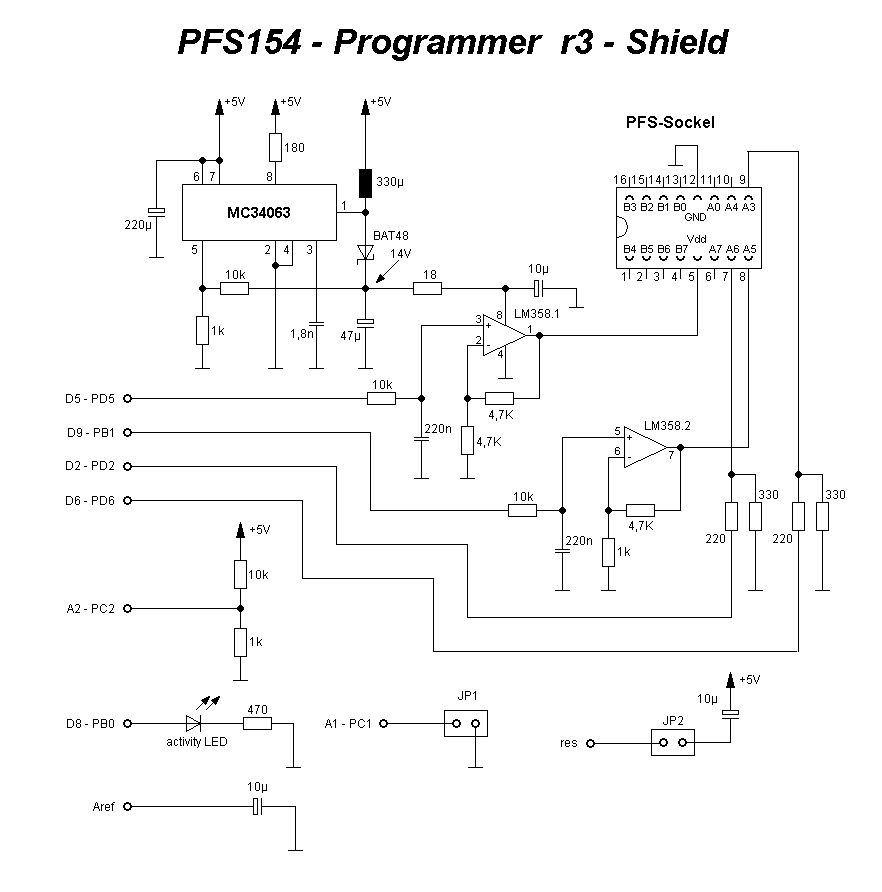 PFS154 - Programmer r3 - Shield
+5V +5V +5V
PFS-Sockel
180
6 7 8
330µ
16 15 14 13 12 11 10 9
MC34063
1
B3 B2 B1 B0 A0 A4 A3
GND
220µ
BAT48
Vdd
5 2 4 3
14V
B4 B5 B6 B7 A7 A6 A5
1 2 3 4 5 6 7 8
10k 18 10µ
1k 1,8n 47µ
8 LM358.1
3 + 1
2 -
4
D5 - PD5
10k
4,7K
220n
4,7K
D9 - PB1
LM358.2
5 +
6 - 7
D2 - PD2
D6 - PD6
10k
330 330
4,7K
220 220
220n 1k
+5V
10k
A2 - PC2
1k
+5V
JP1
10µ
470
D8 - PB0
activity LED
A1 - PC1
JP2
res
10µ
Aref